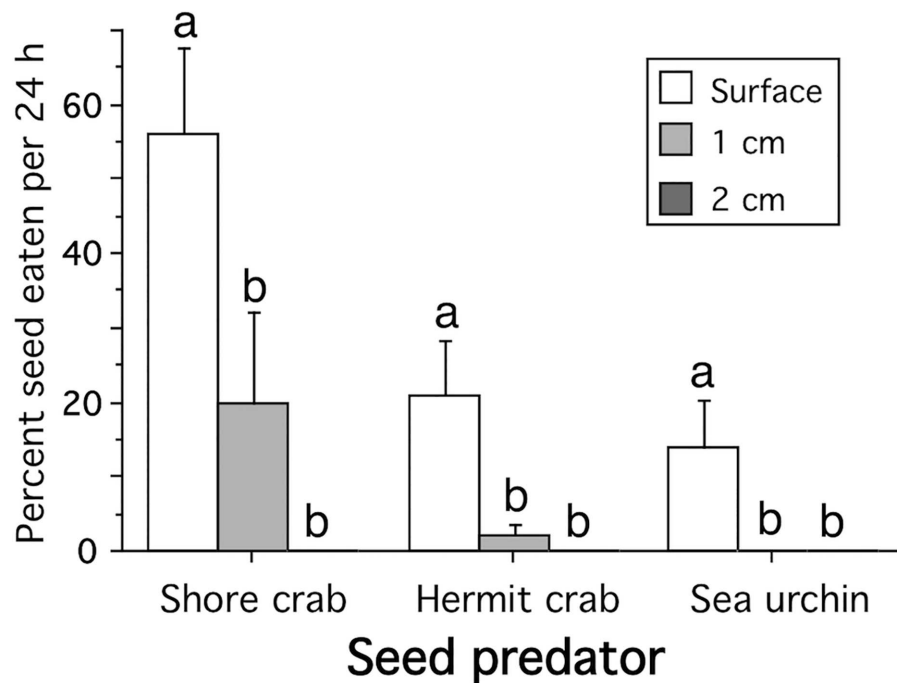 Percent seed eaten per 24 h
60
40
20
0
a
b
b
a
b
b
a
b
b
Surface
1 cm
2 cm
Shore crab
Hermit crab
Sea urchin
Seed predator